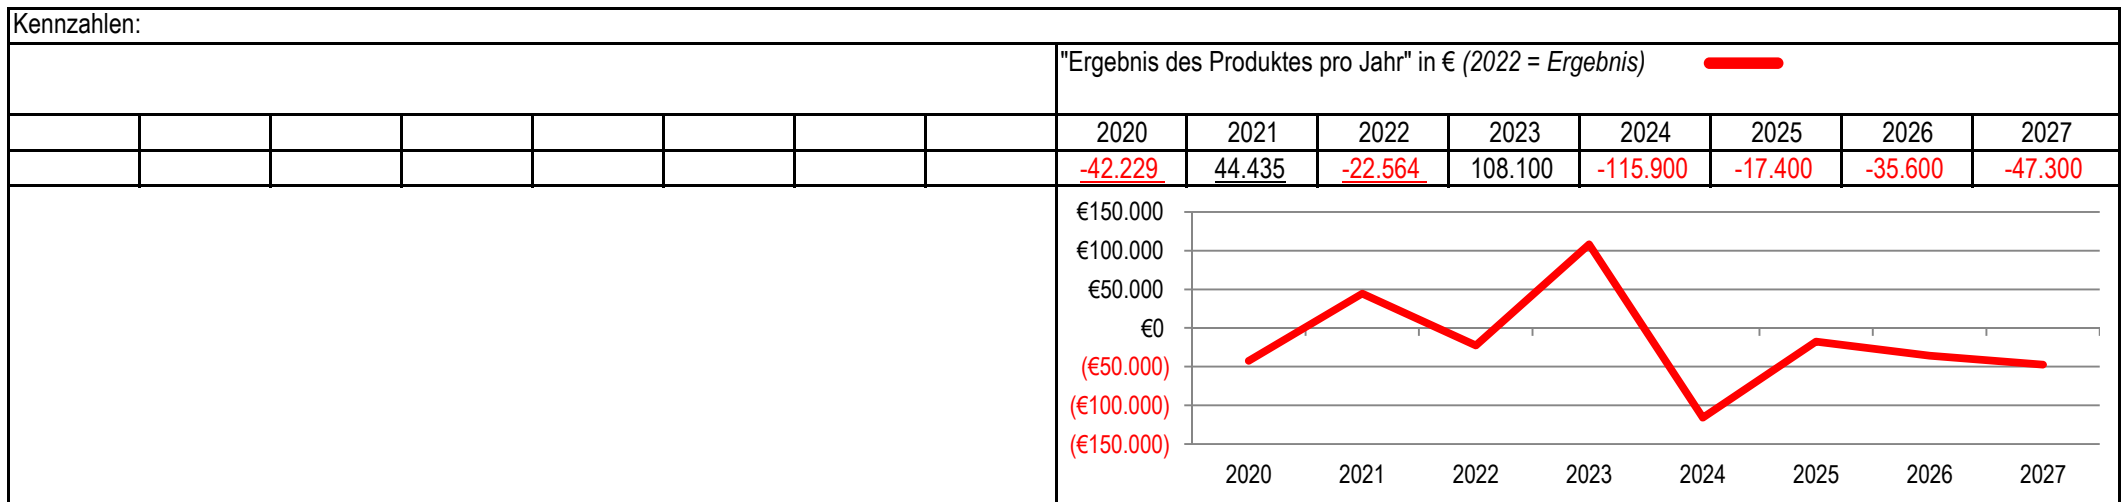 Kennzahlen:
"Ergebnis des Produktes pro Jahr" in € (2022 = Ergebnis)
2020 2021 2022 2023 2024 2025 2026 2027
-42.229 44.435 -22.564 108.100 -115.900 -17.400 -35.600 -47.300
€150.000
€100.000
€50.000
€0
(€50.000)
(€100.000)
(€150.000)
2020 2021 2022 2023 2024 2025 2026 2027